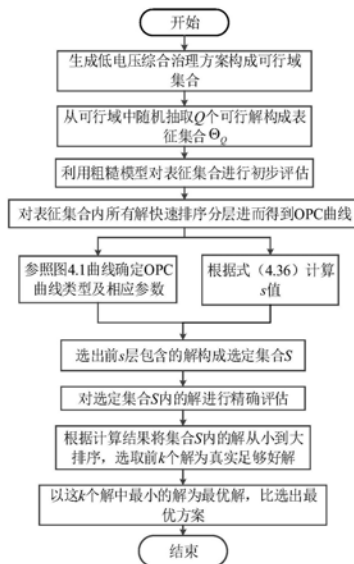 开始
生成低电压综合治理方案构成可行域
集合
从可行域中随机抽取Q个可行解构成表
征集合Θ_Q
利用粗糙模型对表征集合进行初步评估
对表征集合内所有解快速排序分层进而得到OPC曲线
参照图4.1曲线确定OPC
曲线类型及相应参数
根据式（4.36）计算
s值
选出前s层包含的解构成选定集合S
对选定集合S内的解进行精确评估
根据计算结果将集合S内的解从小到大
排序，选取前k个解为真实足够好解
以这k个解中最小的解为最优解，比选出最
优方案
结束